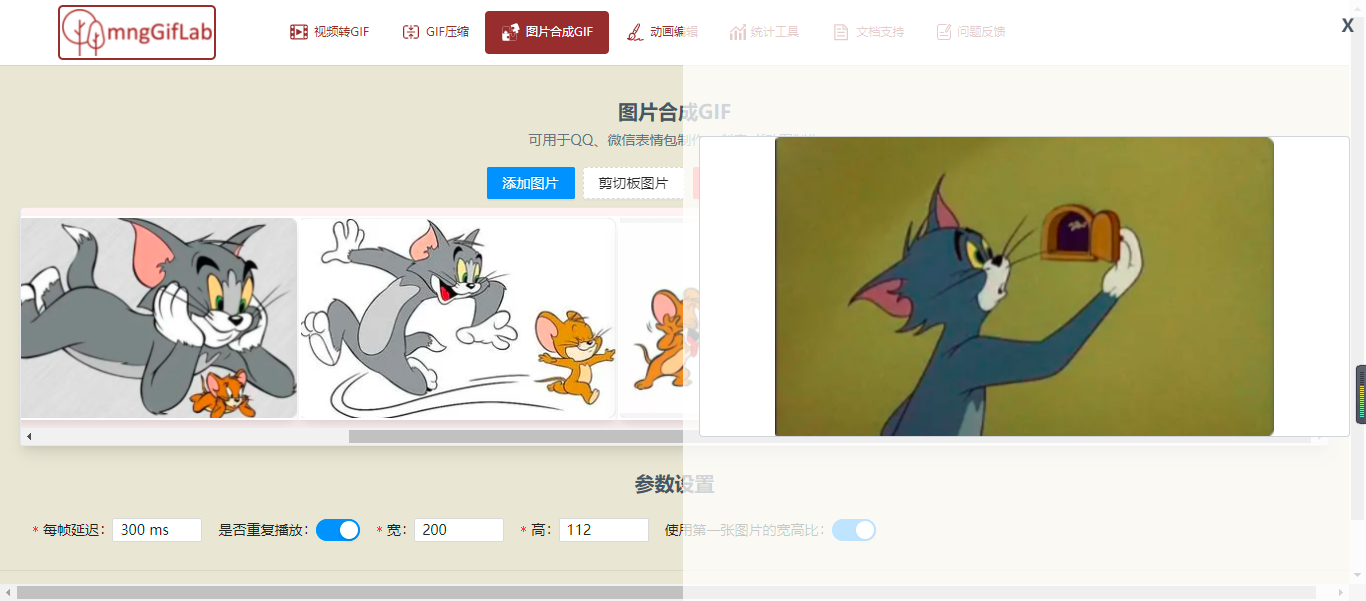 mngGifLab 视频转GIF GIF压缩 图片合成GIF 动画编辑 统计工具 文档支持 问题反馈 X
图片合成GIF
可用于QQ、微信表情包制作
添加图片 剪切板图片
参数设置
* 每帧延迟: 300 ms 是否重复播放: * 宽: 200 * 高: 112 使用第一张图片的宽高比: